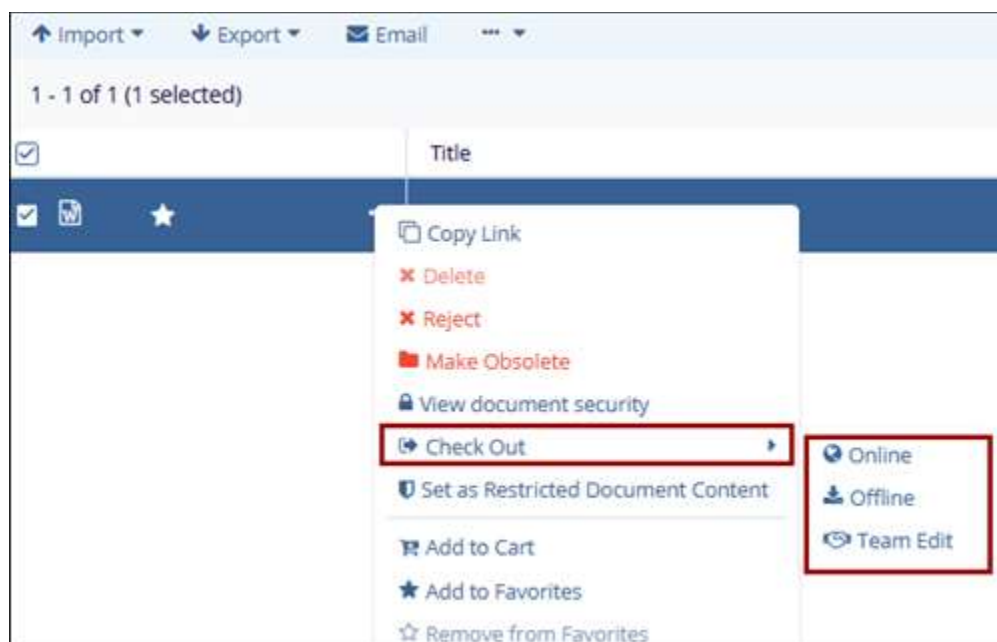 Import Export Email ...
1 - 1 of 1 (1 selected)
Title
Copy Link
Delete
Reject
Make Obsolete
View document security
Check Out
Online
Set as Restricted Document Content
Offline
Team Edit
Add to Cart
Add to Favorites
Remove from Favorites